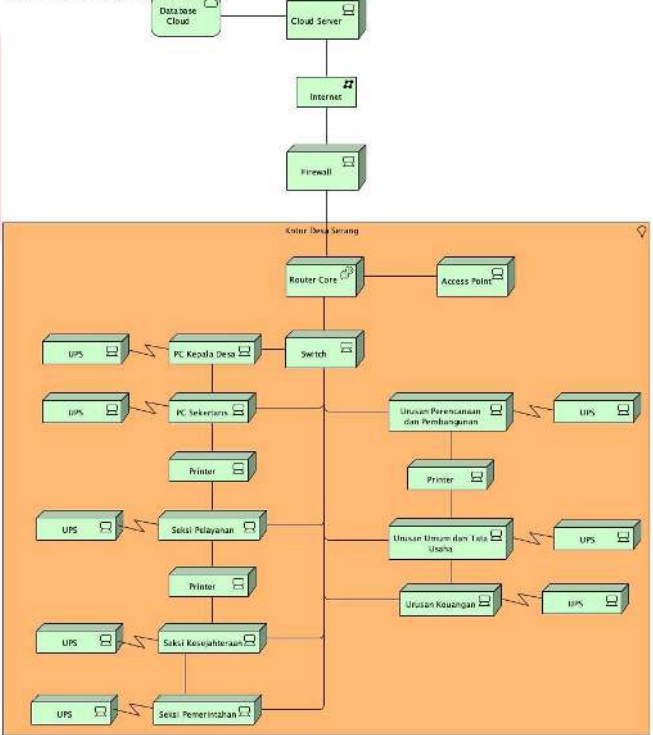 Database
Cloud
Cloud Server
Internet
Firewall
Kntor Desa Serang
Router Core
Access Point
UPS
PC Kepala Desa
Switch
UPS
PC Sekertaris
Urusan Perencanaan
dan Pembangunan
UPS
Printer
Printer
UPS
Seksi Pelayanan
Urusan Umum dan Tata
Usaha
UPS
Printer
Urusan Keuangan
UPS
UPS
Seksi Kesejahteraan
UPS
Seksi Pemerintahan